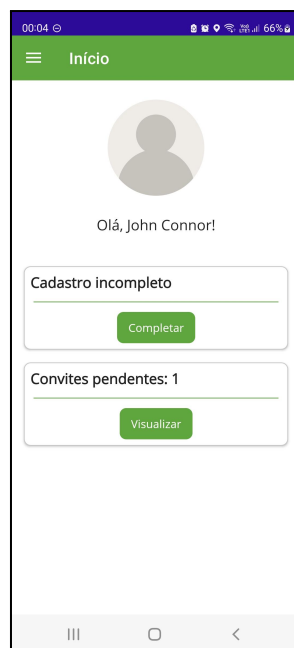 00:04 66%
Início
Olá, John Connor!
Cadastro incompleto
Completar
Convites pendentes: 1
Visualizar